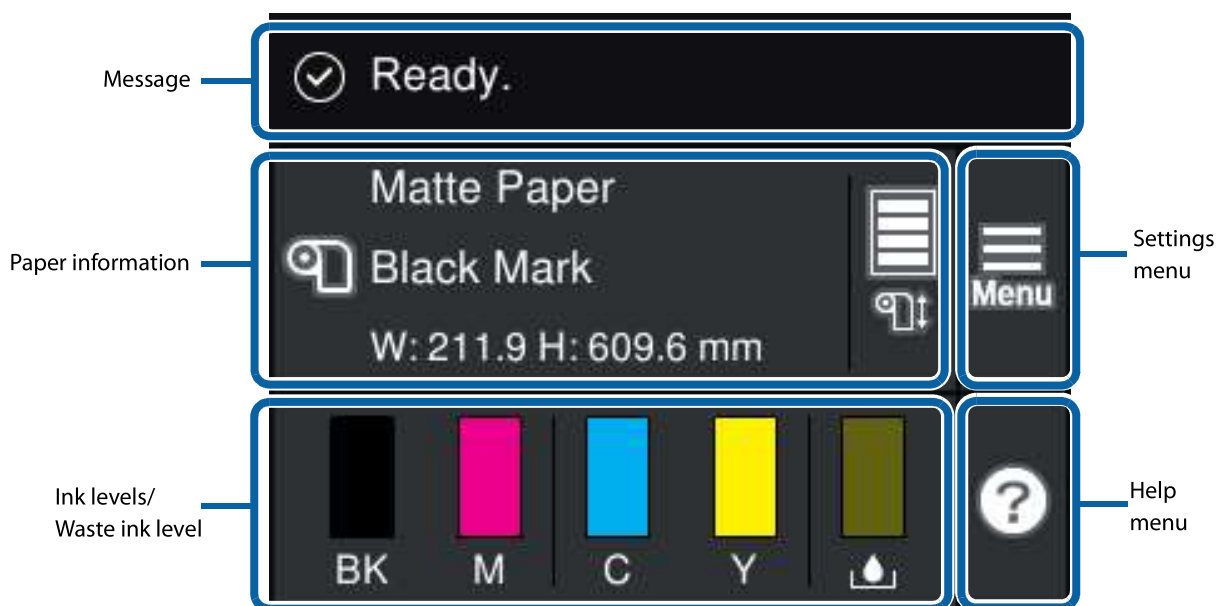 Message
Ready.
Paper information
Matte Paper
Black Mark
W: 211.9 H: 609.6 mm
Menu
Settings
menu
Ink levels/
Waste ink level
BK M C Y
?
Help
menu